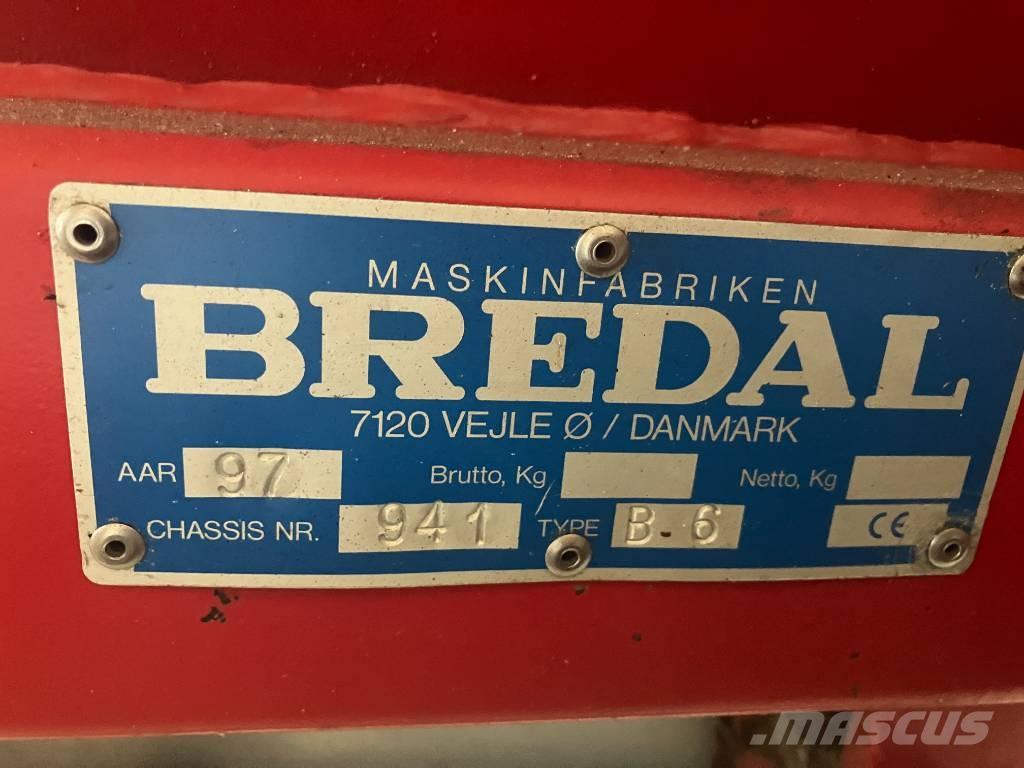 MASKINFABRIKEN
BREDAL
7120 VEJLE Ø / DANMARK
AAR 97 Brutto, Kg Netto, Kg
CHASSIS NR. 941 TYPE B-6 CE
MASCUS